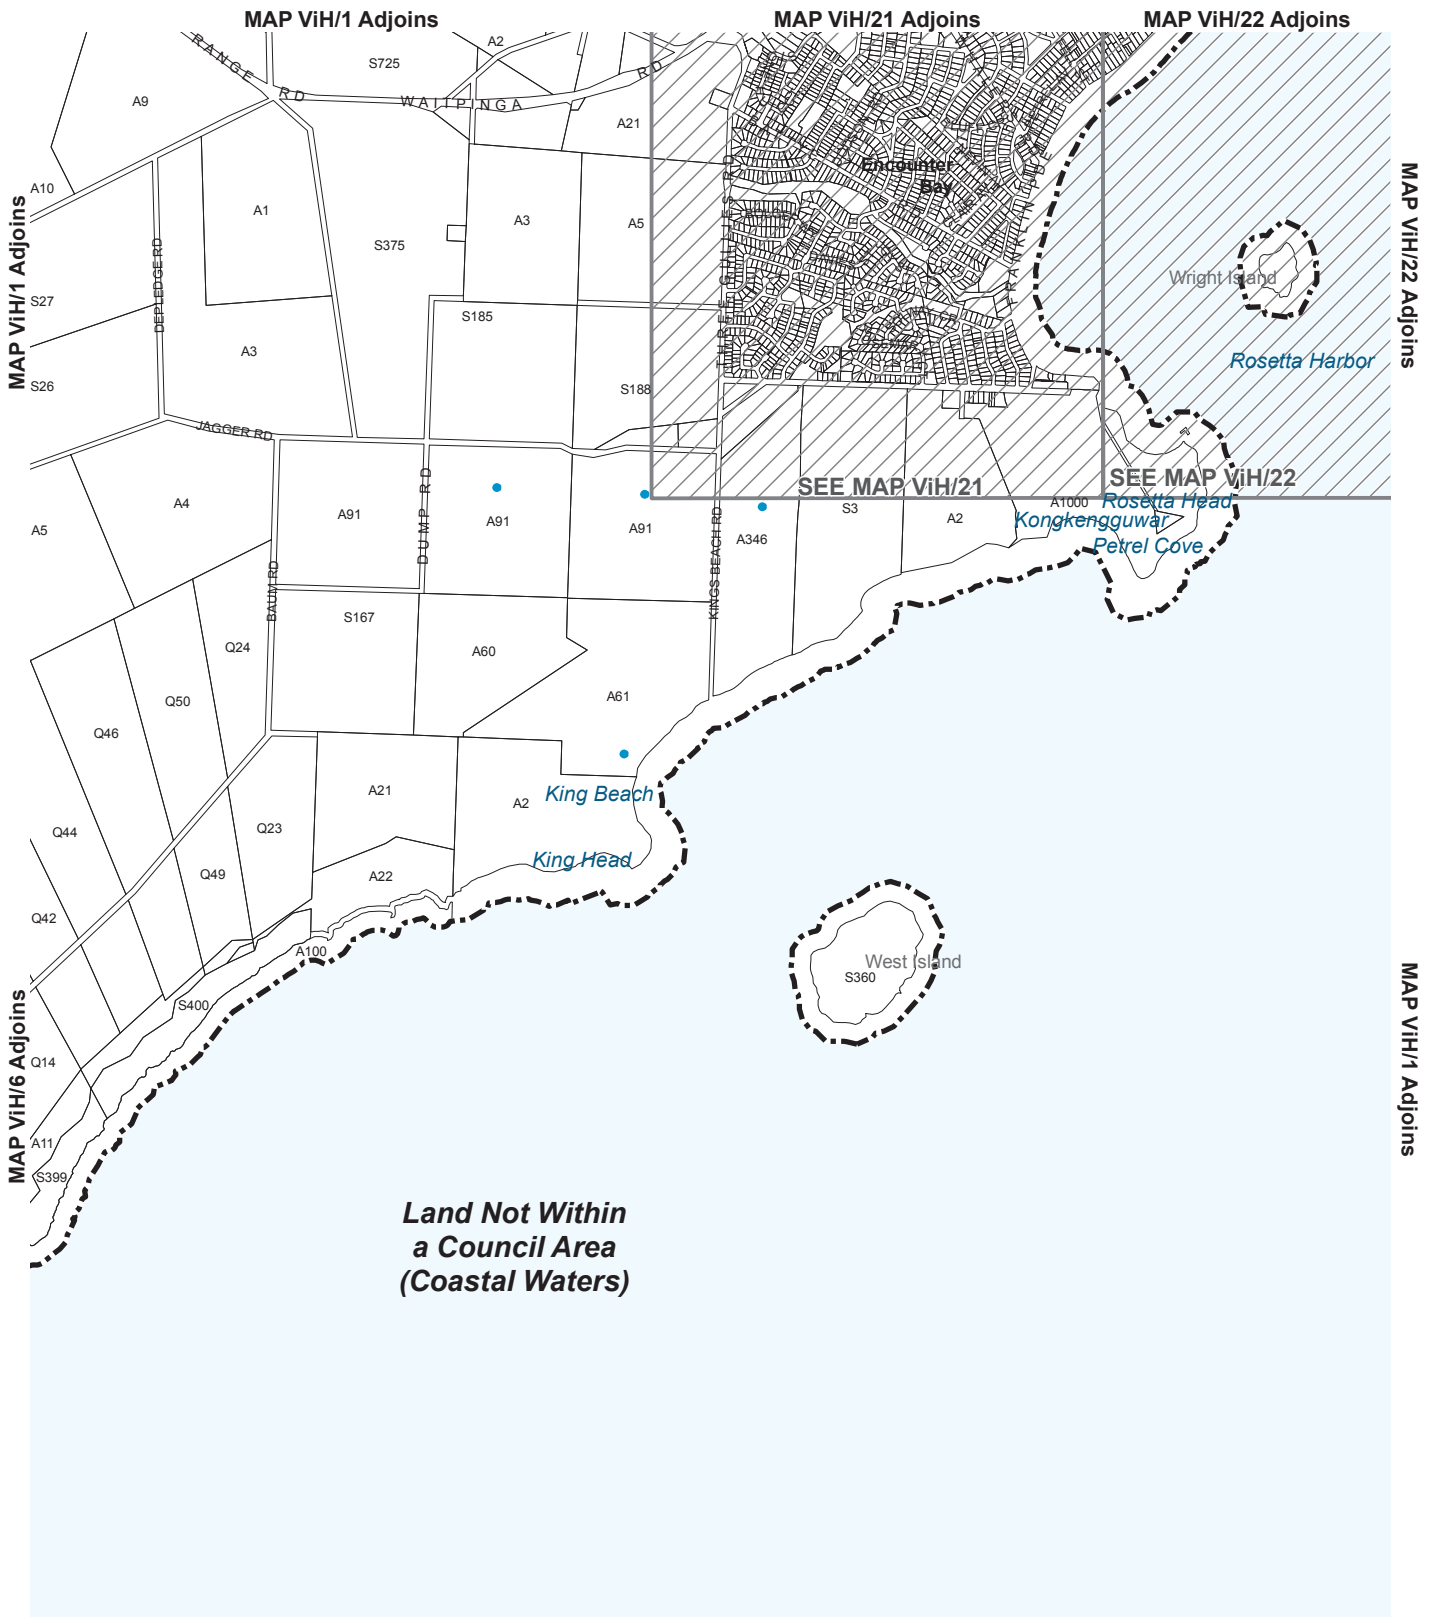 MAP ViH/1 Adjoins
MAP ViH/21 Adjoins
MAP ViH/22 Adjoins
RANGE RD
S725
A2
A9
WAITPINGA RD
A21
A10
A1
S375
A3
A5
Encounter
Bay
MAP ViH/1 Adjoins
MAP ViH/22 Adjoins
DEPLEDGE RD
THREE GULLIES RD
FRANKLIN PDE
Wright Island
S27
S185
A3
Rosetta Harbor
S26
S188
JAGGER RD
SEE MAP ViH/21
SEE MAP ViH/22
A4
A91
DUMP RD
A91
A91
A346
S3
A2
A1000
Rosetta Head
Kongkengguwar
Petrel Cove
A5
BAUM RD
KINGS BEACH RD
S167
Q24
A60
A61
Q50
Q46
A21
A2
King Beach
Q44
Q23
King Head
Q49
A22
Q42
A100
West Island
S360
S400
MAP ViH/6 Adjoins
MAP ViH/1 Adjoins
Q14
A11
S399
Land Not Within
a Council Area
(Coastal Waters)